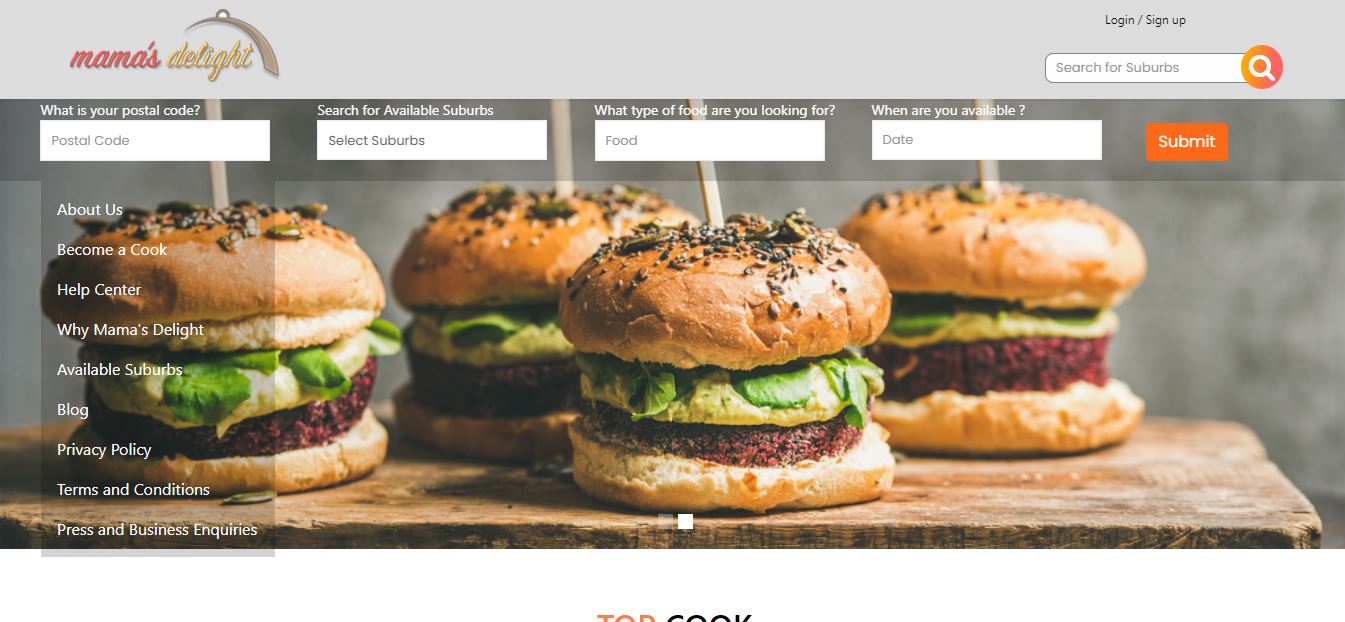 mama's delight
Login / Sign up
Search for Suburbs
What is your postal code?
Postal Code
Search for Available Suburbs
Select Suburbs
What type of food are you looking for?
Food
When are you available ?
Date
Submit
About Us
Become a Cook
Help Center
Why Mama's Delight
Available Suburbs
Blog
Privacy Policy
Terms and Conditions
Press and Business Enquiries
TOP COOK